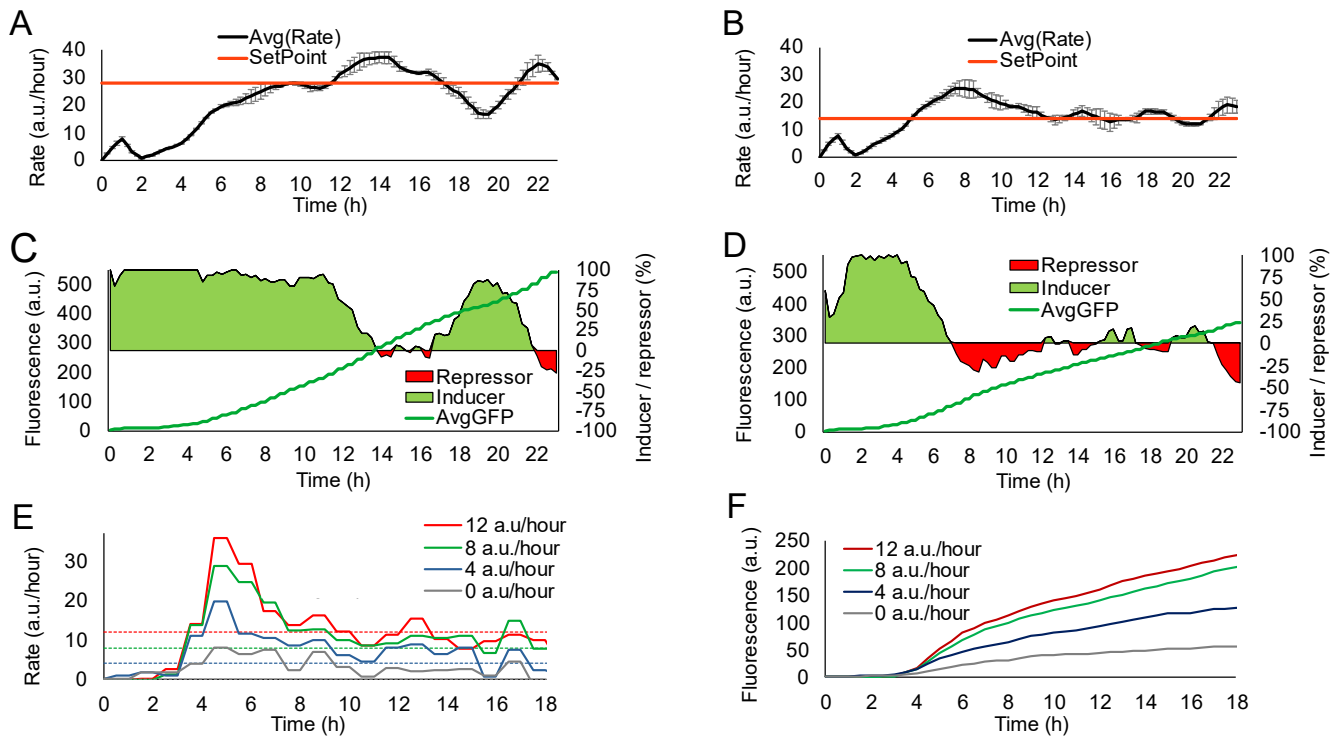 A
Avg(Rate)
SetPoint
Rate (a.u./hour)
40
30
20
10
0
0 2 4 6 8 10 12 14 16 18 20 22
Time (h)
B
Avg(Rate)
SetPoint
Rate (a.u./hour)
40
30
20
10
0
0 2 4 6 8 10 12 14 16 18 20 22
Time (h)
C
Fluorescence (a.u.)
500
400
300
200
100
0
Repressor
Inducer
AvgGFP
100
75
50
25
0
-25
-50
-75
-100
Inducer / repressor (%)
0 2 4 6 8 10 12 14 16 18 20 22
Time (h)
D
Fluorescence (a.u.)
500
400
300
200
100
0
Repressor
Inducer
AvgGFP
100
75
50
25
0
-25
-50
-75
-100
Inducer / repressor (%)
0 2 4 6 8 10 12 14 16 18 20 22
Time (h)
E
12 a.u/hour
8 a.u./hour
4 a.u./hour
0 a.u/hour
Rate (a.u./hour)
30
20
10
0
0 2 4 6 8 10 12 14 16 18
Time (h)
F
12 a.u./hour
8 a.u./hour
4 a.u./hour
0 a.u./hour
Fluorescence (a.u.)
250
200
150
100
50
0
0 2 4 6 8 10 12 14 16 18
Time (h)